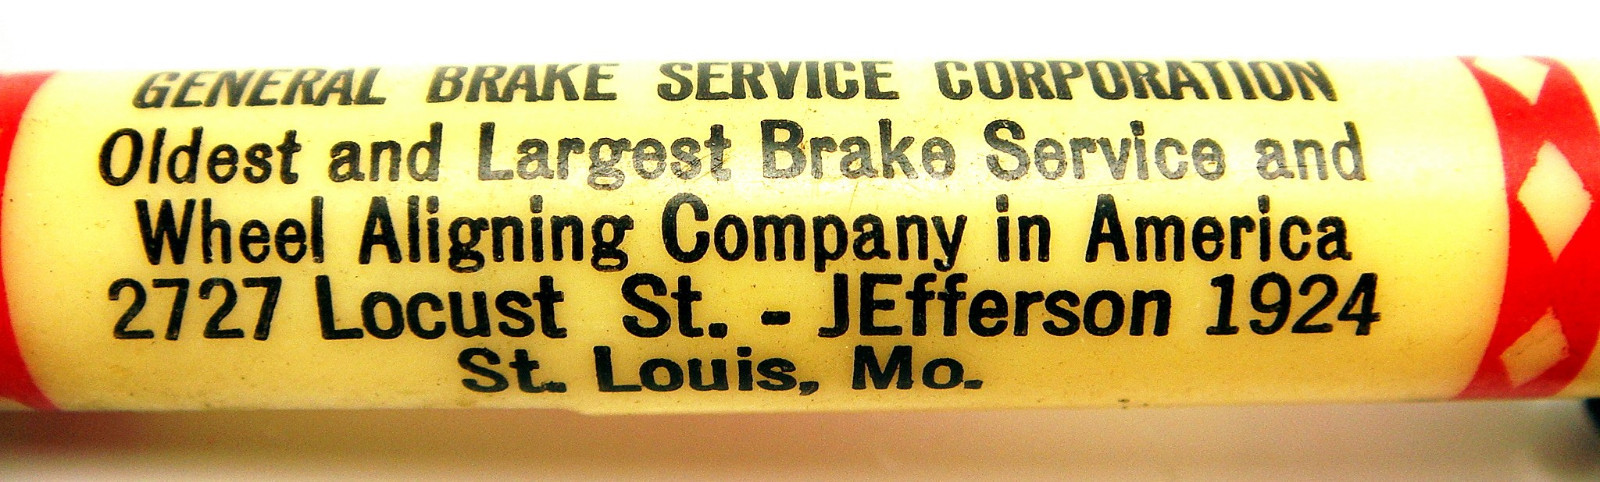 GENERAL BRAKE SERVICE CORPORATION
Oldest and Largest Brake Service and
Wheel Aligning Company in America
2727 Locust St. - JEfferson 1924
St. Louis, Mo.